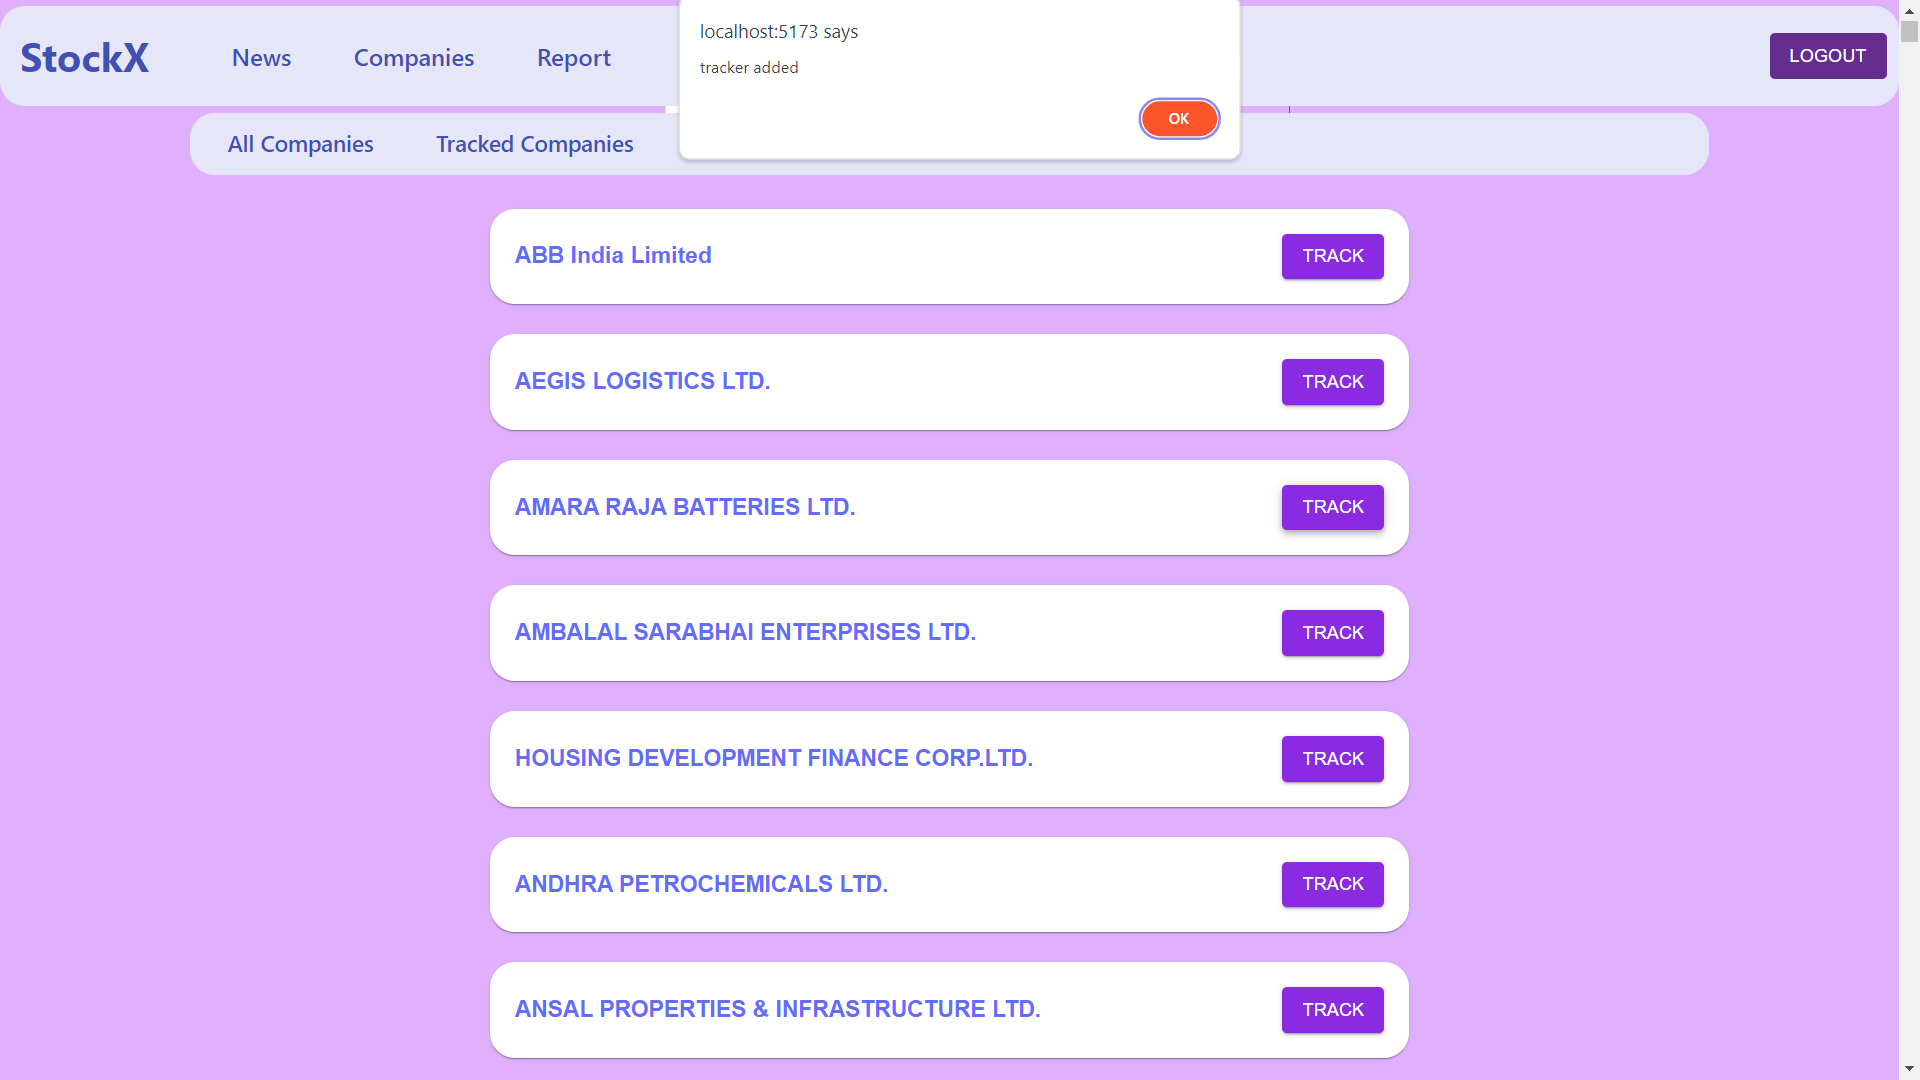 localhost:5173 says
tracker added
OK
StockX News Companies Report LOGOUT
All Companies Tracked Companies
ABB India Limited TRACK
AEGIS LOGISTICS LTD. TRACK
AMARA RAJA BATTERIES LTD. TRACK
AMBALAL SARABHAI ENTERPRISES LTD. TRACK
HOUSING DEVELOPMENT FINANCE CORP.LTD. TRACK
ANDHRA PETROCHEMICALS LTD. TRACK
ANSAL PROPERTIES & INFRASTRUCTURE LTD. TRACK